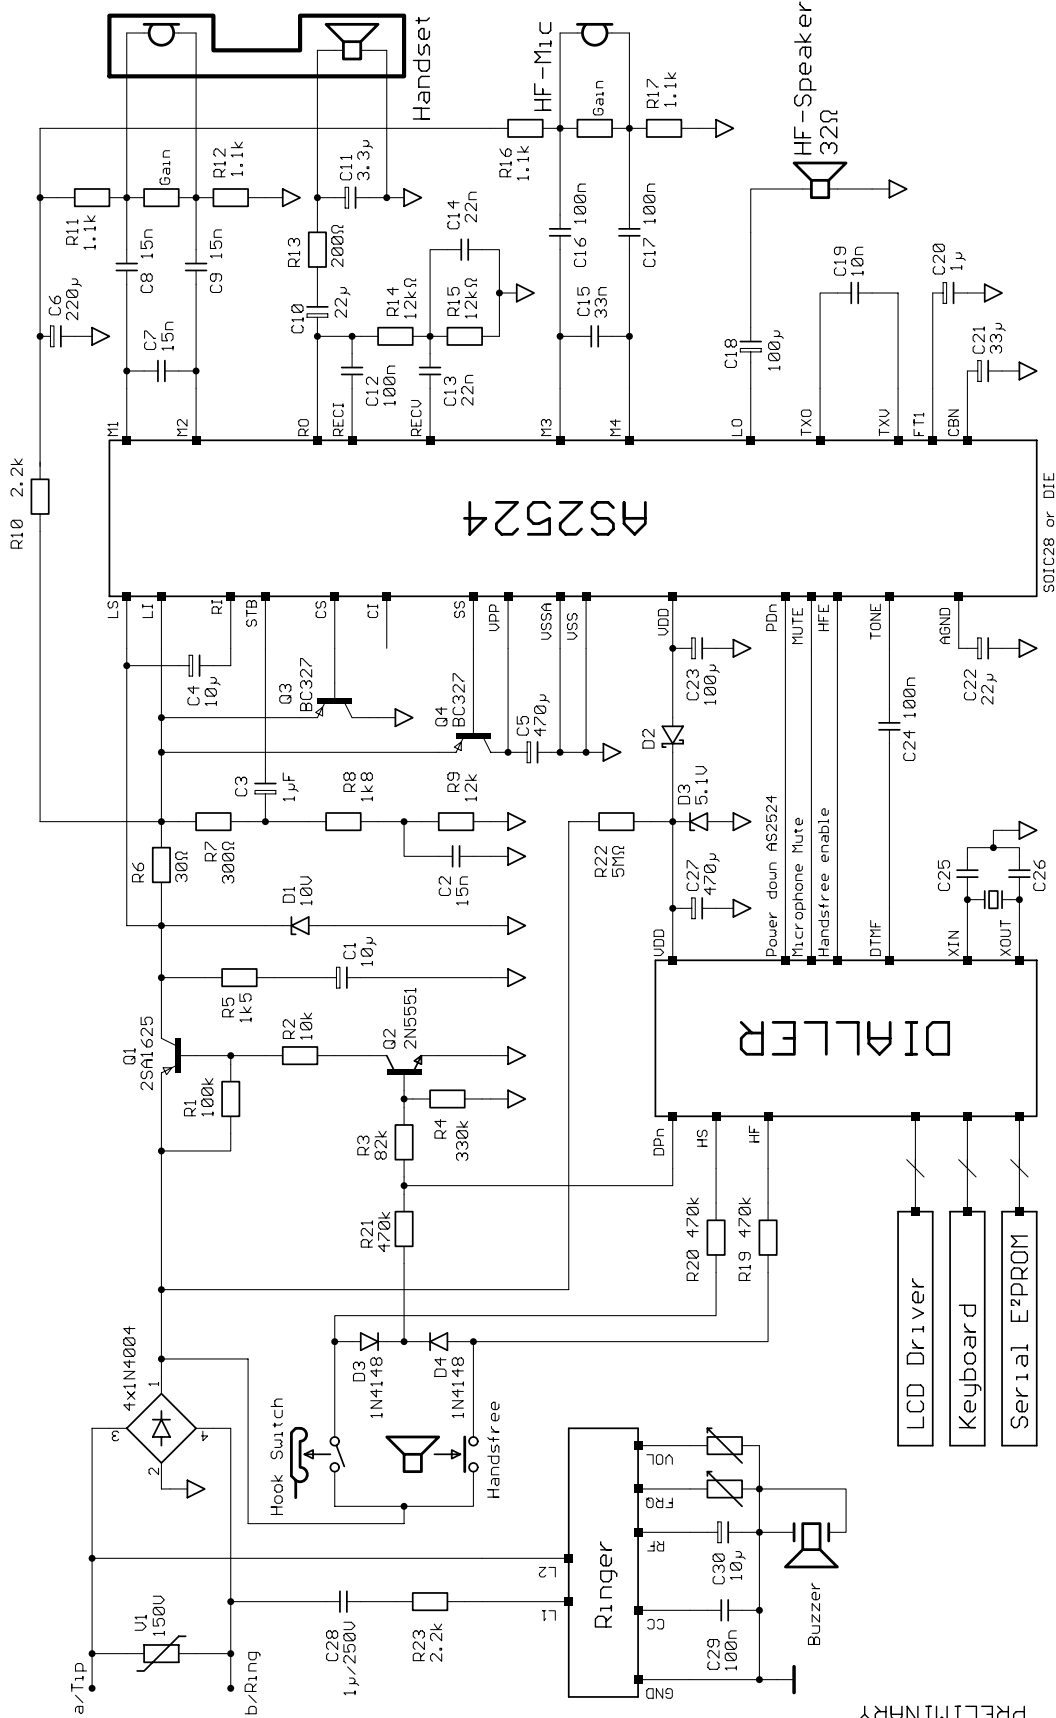 a/Tip
b/Ring
V1
150V
4x1N4004
1
2
3
4
C28
1µ/250V
R23
2.2k
Ringer
L1
L2
GND
CC
RF
FRQ
VOL
C29
100n
C30
10µ
Buzzer
Hook Switch
Handsfree
D3
1N4148
D4
1N4148
R21
470k
R3
82k
R4
330k
R1
100k
Q1
2SA1625
R2
10k
Q2
2N5551
R5
1k5
C1
10µ
D1
10V
R6
30Ω
R7
300Ω
C3
1µF
R8
1k8
R9
12k
C2
15n
C4
10µ
Q3
BC327
Q4
BC327
C5
470µ
R22
5MΩ
D2
D3
5.1V
C27
470µ
C23
100µ
R20 470k
R19 470k
DPn
HS
HF
DIALLER
VDD
Power down AS2524
Microphone Mute
Handsfree enable
DTMF
XIN
XOUT
C25
C26
C24 100n
C22
22µ
LCD Driver
Keyboard
Serial E²PROM
LS
LI
RI
STB
CS
CI
SS
VPP
VSSA
VSS
VDD
PDn
MUTE
HFE
TONE
AGND
AS2524
SOIC28 or DIE
M1
M2
RO
RECI
RECV
M3
M4
LO
TXO
TXV
FT1
CBN
R10 2.2k
C6
220µ
R11
1.1k
C7
15n
C8 15n
C9 15n
Gain
R12
1.1k
Handset
C10
22µ
R13
200Ω
C11
3.3µ
C12
100n
R14
12kΩ
R15
12kΩ
C13
22n
C14
22n
R16
1.1k
HF-Mic
Gain
R17
1.1k
C15
33n
C16 100n
C17 100n
C18
100µ
HF-Speaker
32Ω
C19
10n
C20
1µ
C21
33µ
PRELIMINARY